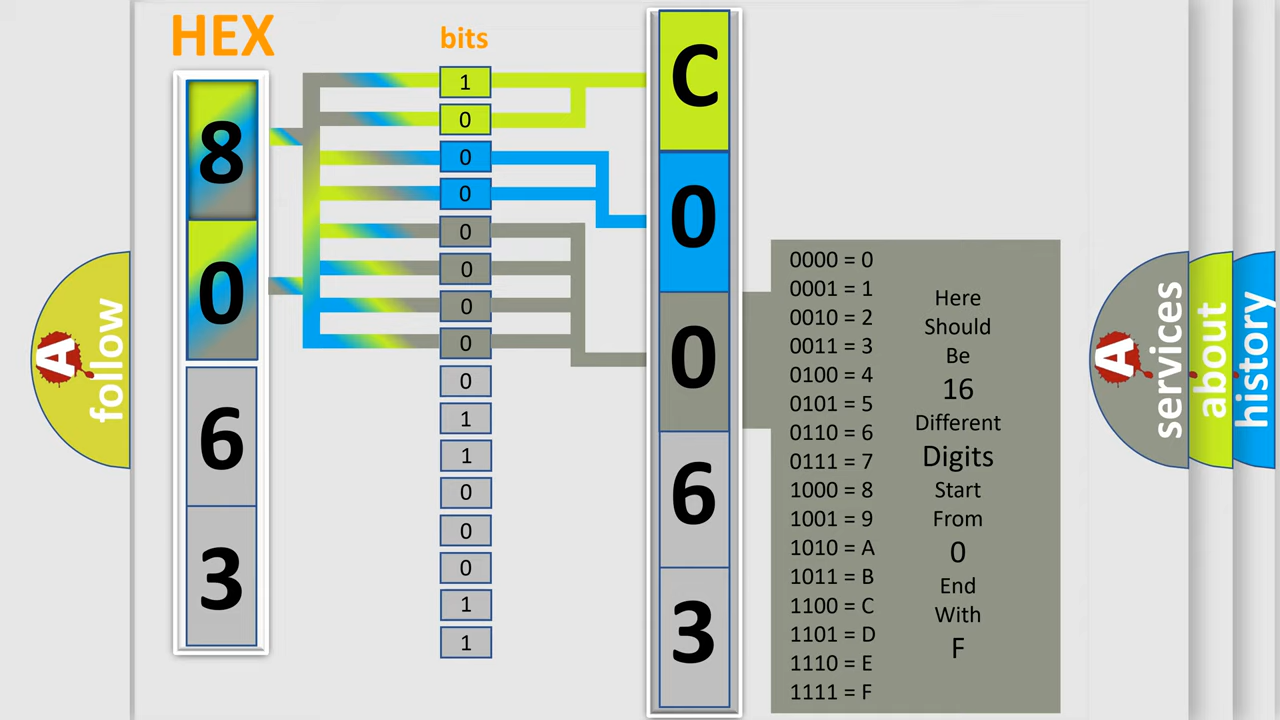 HEX
bits
8
0
6
3
1
0
0
0
0
0
0
0
0
1
1
0
0
0
1
1
C
0
0
6
3
0000 = 0
0001 = 1
0010 = 2
0011 = 3
0100 = 4
0101 = 5
0110 = 6
0111 = 7
1000 = 8
1001 = 9
1010 = A
1011 = B
1100 = C
1101 = D
1110 = E
1111 = F
Here
Should
Be
16
Different
Digits
Start
From
0
End
With
F
A
follow
A
services
about
history